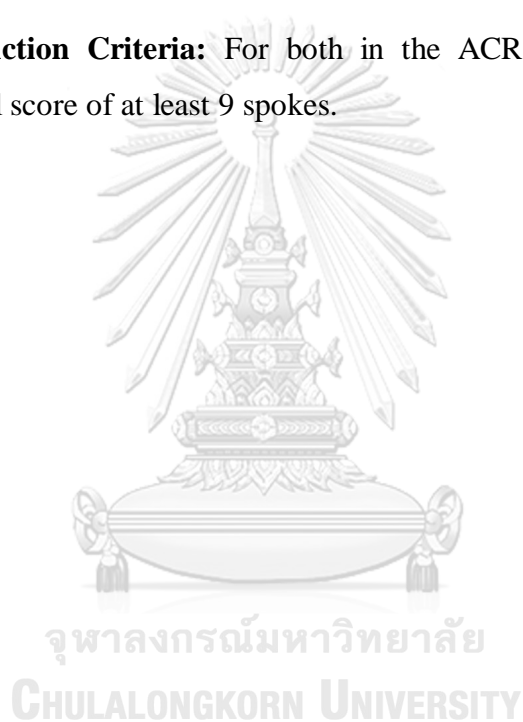 ction Criteria: For both in the ACR
score of at least 9 spokes.
จุฬาลงกรณ์มหาวิทยาลัย
CHULALONGKORN UNIVERSITY